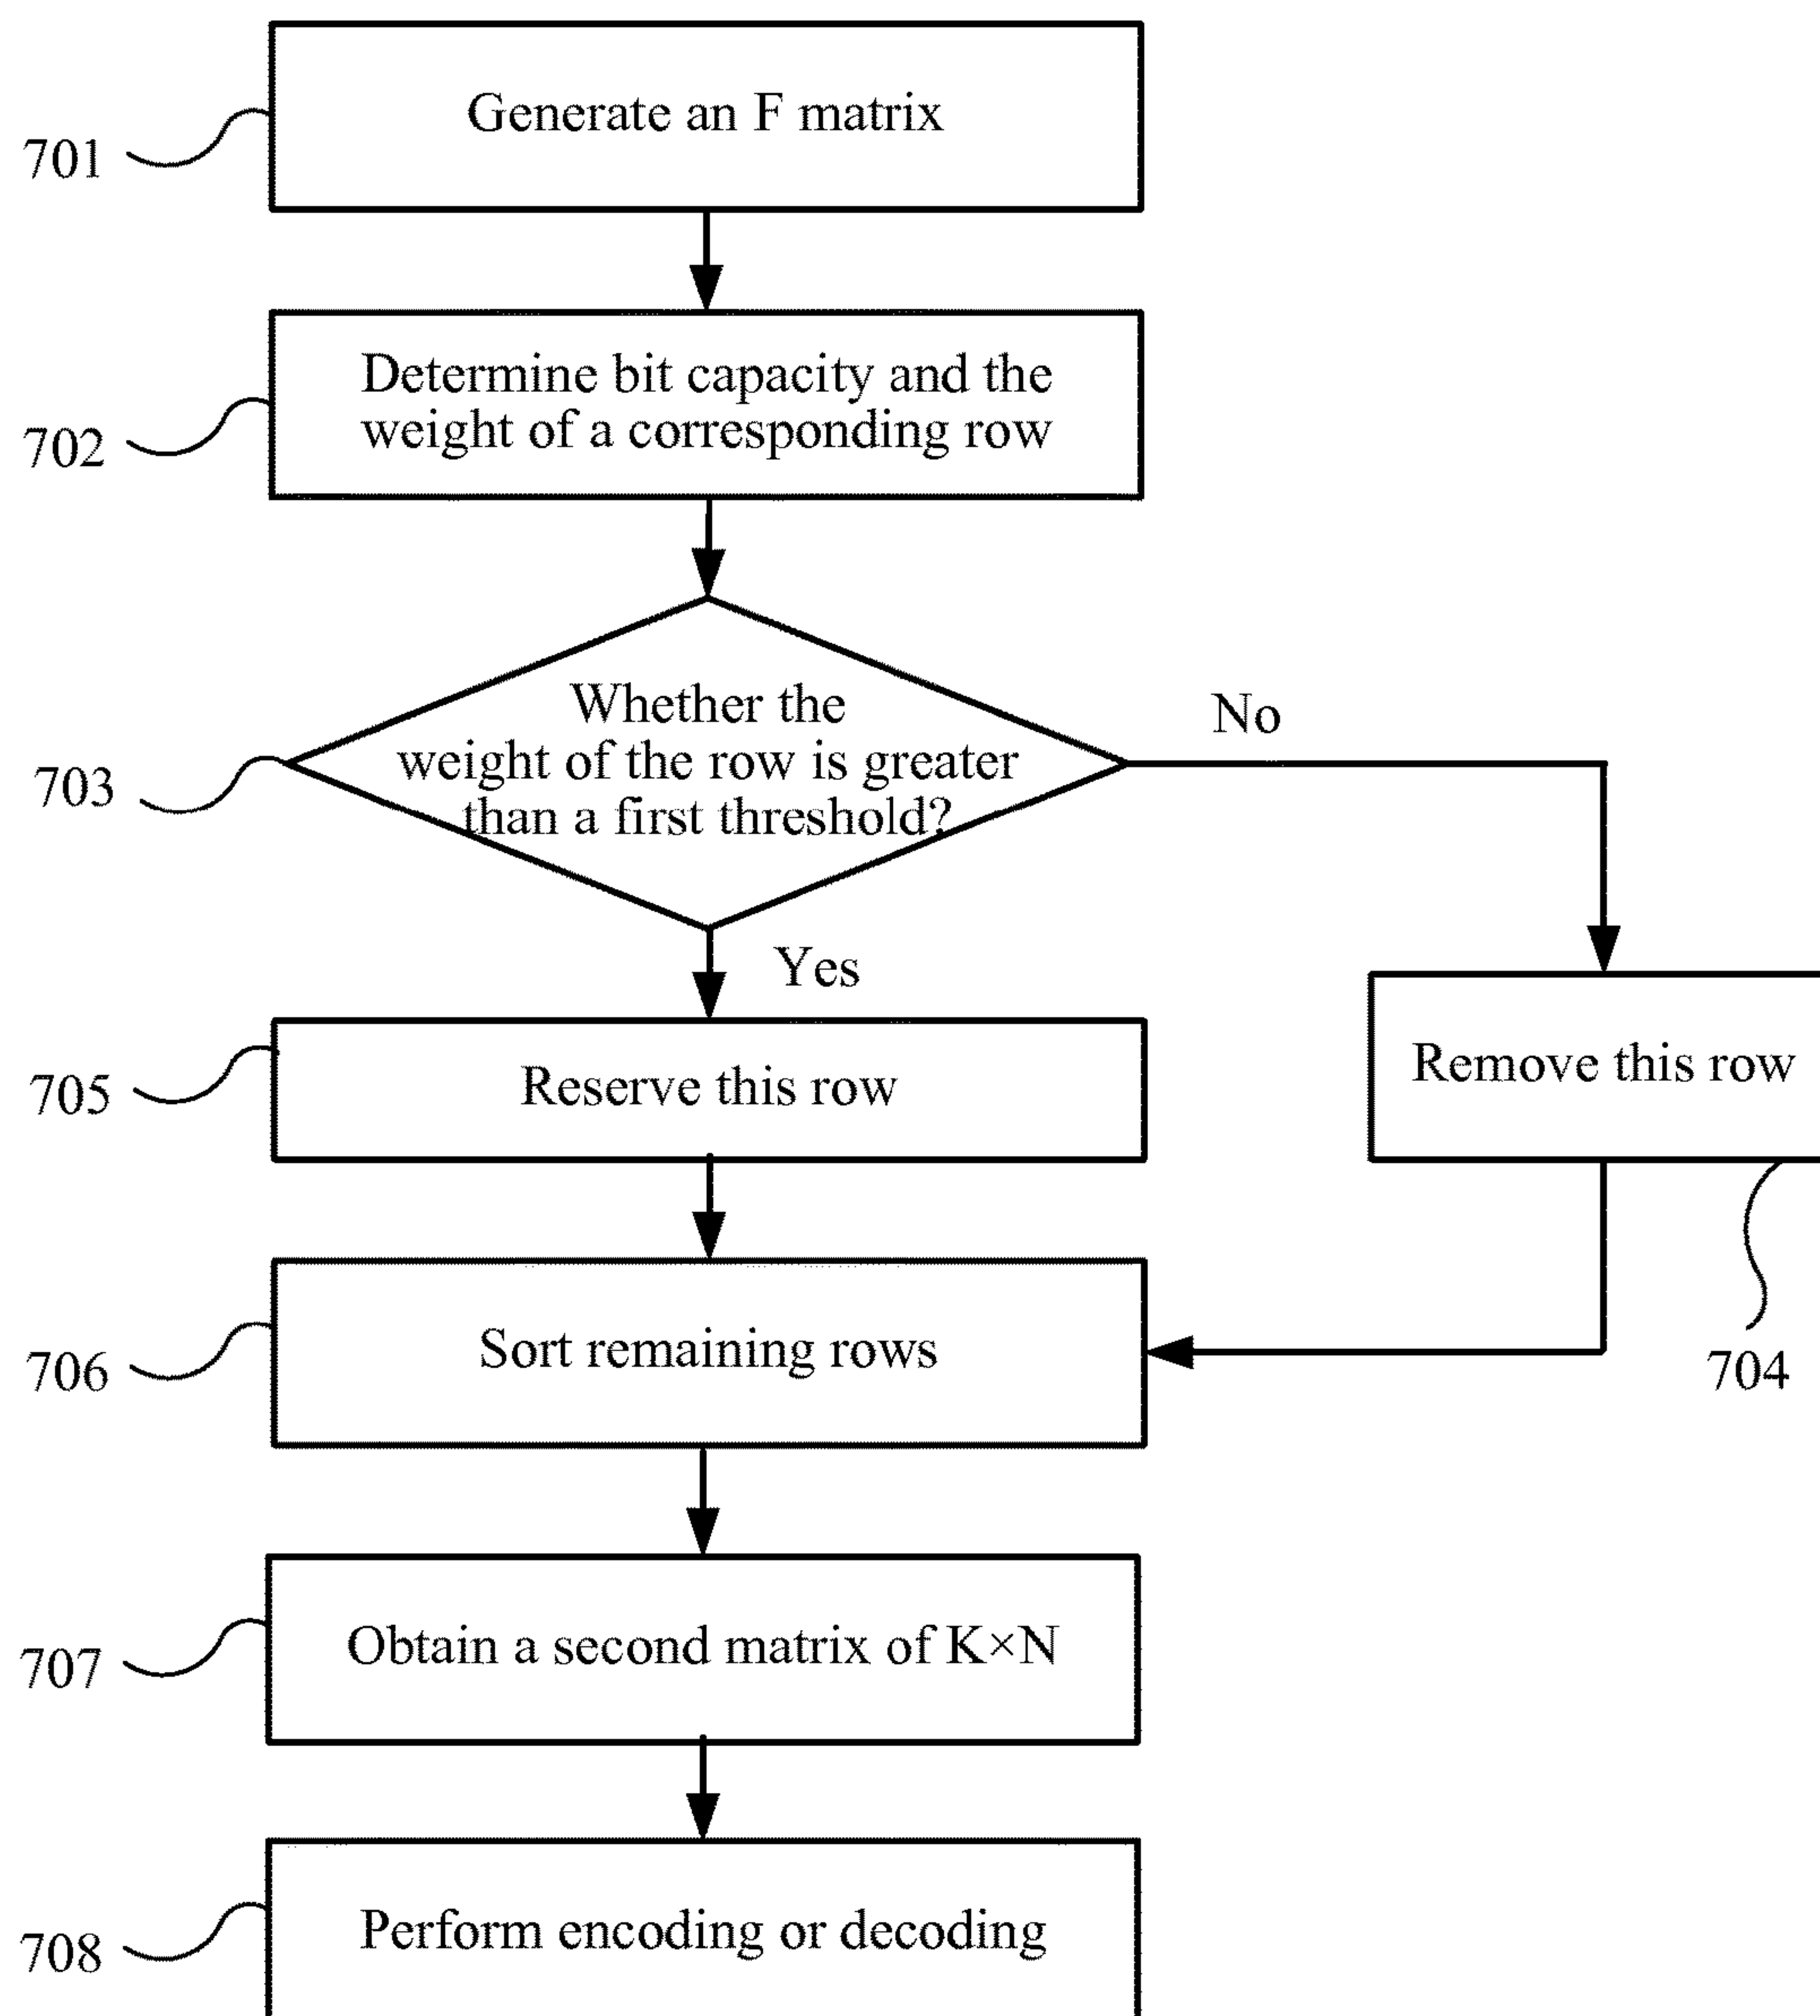 701
Generate an F matrix
702
Determine bit capacity and the
weight of a corresponding row
703
Whether the
weight of the row is greater
than a first threshold?
No
Yes
705
Reserve this row
Remove this row
704
706
Sort remaining rows
707
Obtain a second matrix of K×N
708
Perform encoding or decoding